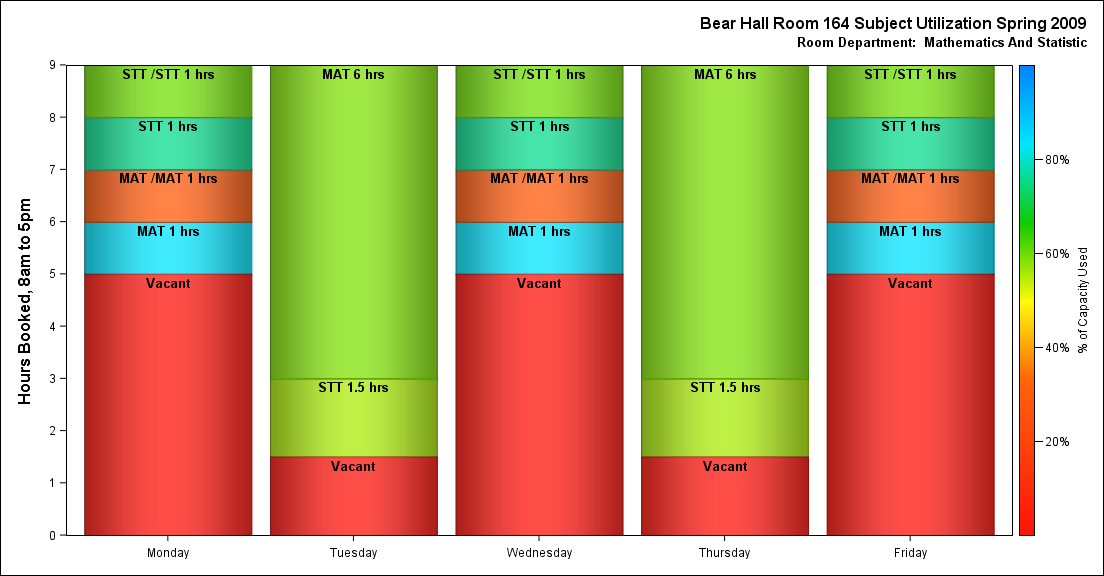 Bear Hall Room 164 Subject Utilization Spring 2009
Room Department:  Mathematics And Statistic
Hours Booked, 8am to 5pm
9
8
7
6
5
4
3
2
1
0
STT /STT 1 hrs
STT 1 hrs
MAT /MAT 1 hrs
MAT 1 hrs
Vacant
MAT 6 hrs
STT 1.5 hrs
Vacant
STT /STT 1 hrs
STT 1 hrs
MAT /MAT 1 hrs
MAT 1 hrs
Vacant
MAT 6 hrs
STT 1.5 hrs
Vacant
STT /STT 1 hrs
STT 1 hrs
MAT /MAT 1 hrs
MAT 1 hrs
Vacant
Monday
Tuesday
Wednesday
Thursday
Friday
80%
60%
40%
20%
% of Capacity Used